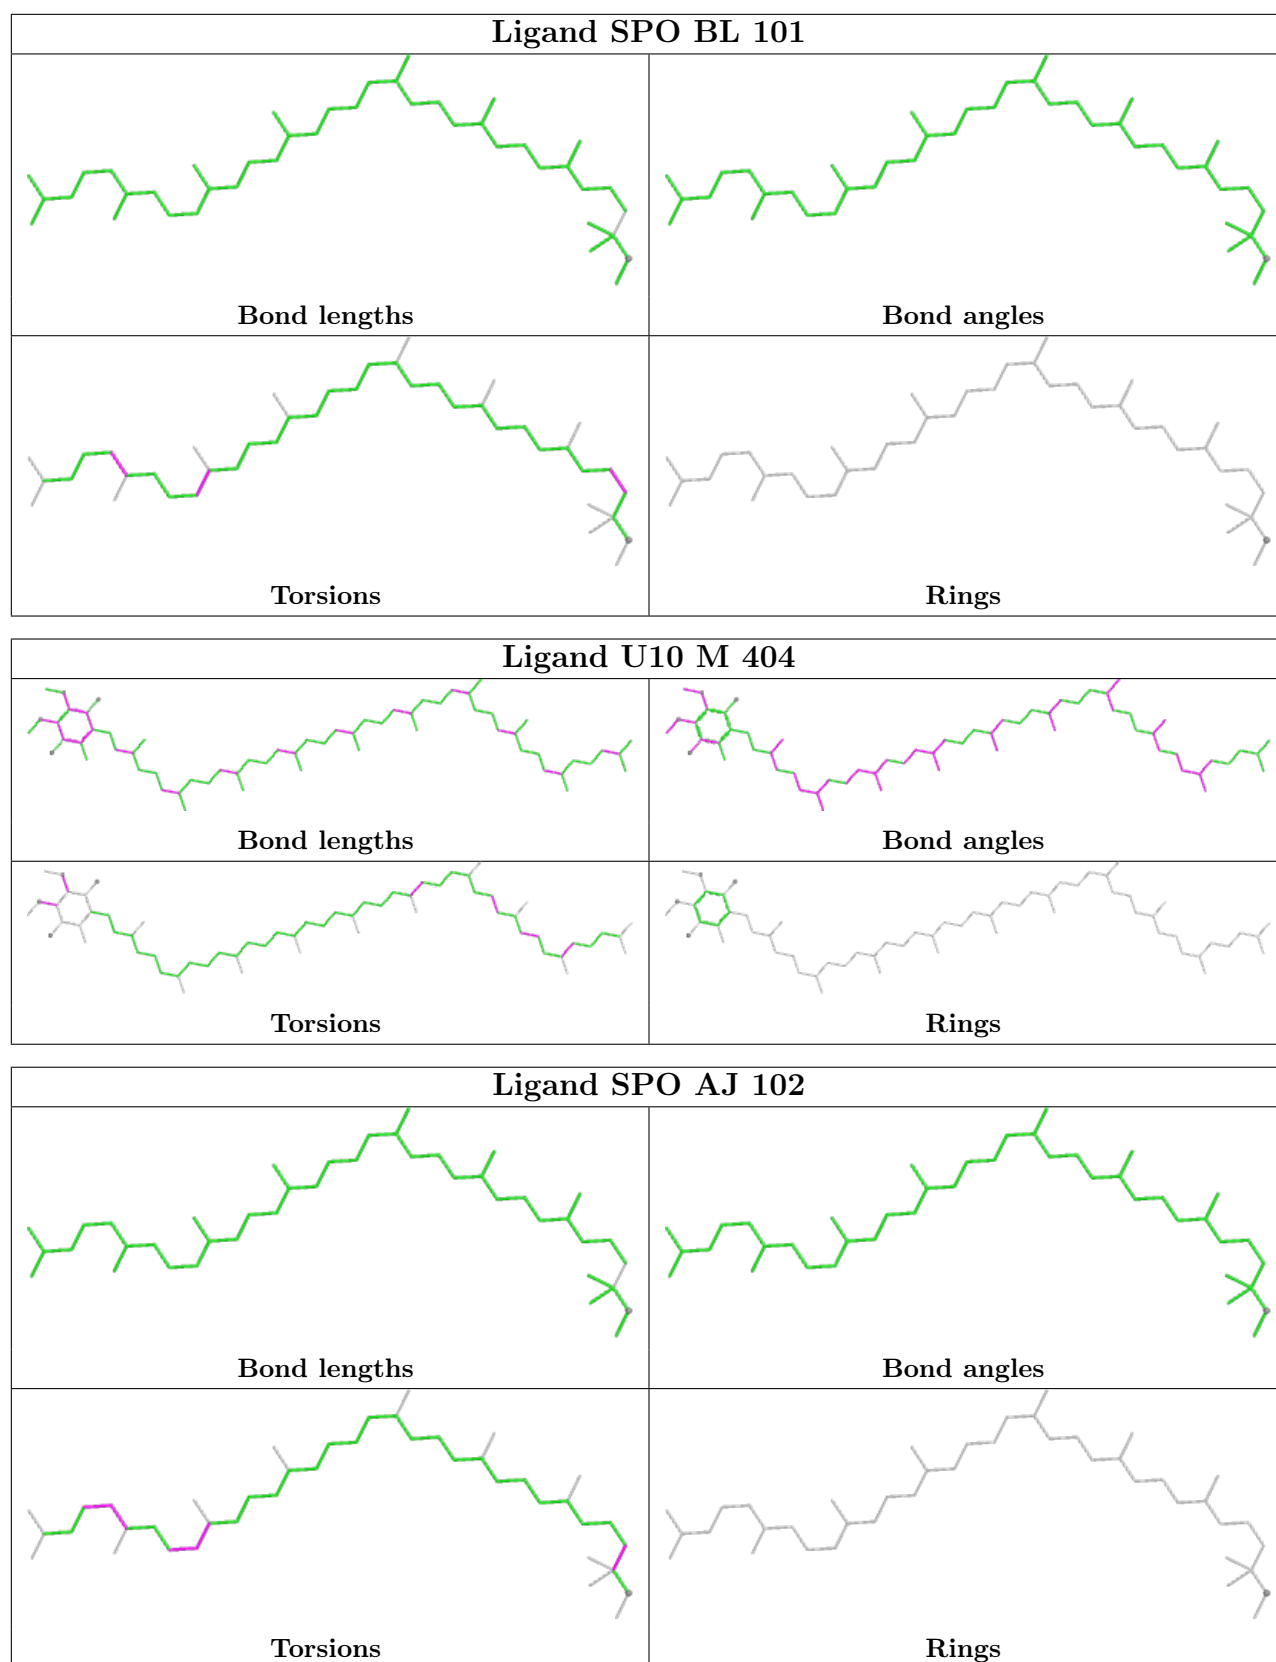 Ligand SPO BL 101
Bond lengths
Bond angles
Torsions
Rings
Ligand U10 M 404
Bond lengths
Bond angles
Torsions
Rings
Ligand SPO AJ 102
Bond lengths
Bond angles
Torsions
Rings